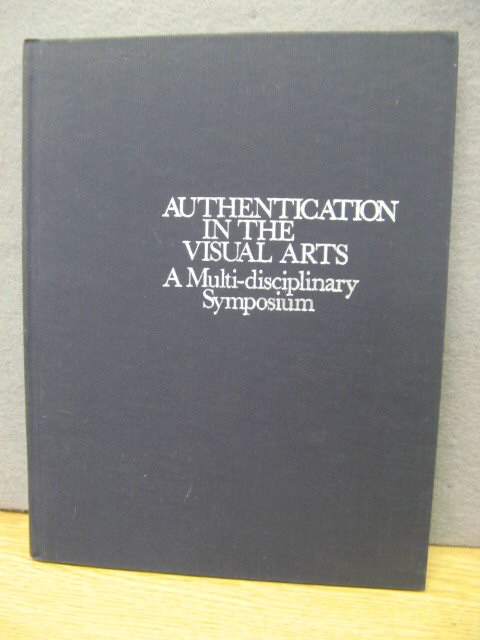 AUTHENTICATION
IN THE
VISUAL ARTS
A Multi-disciplinary
Symposium